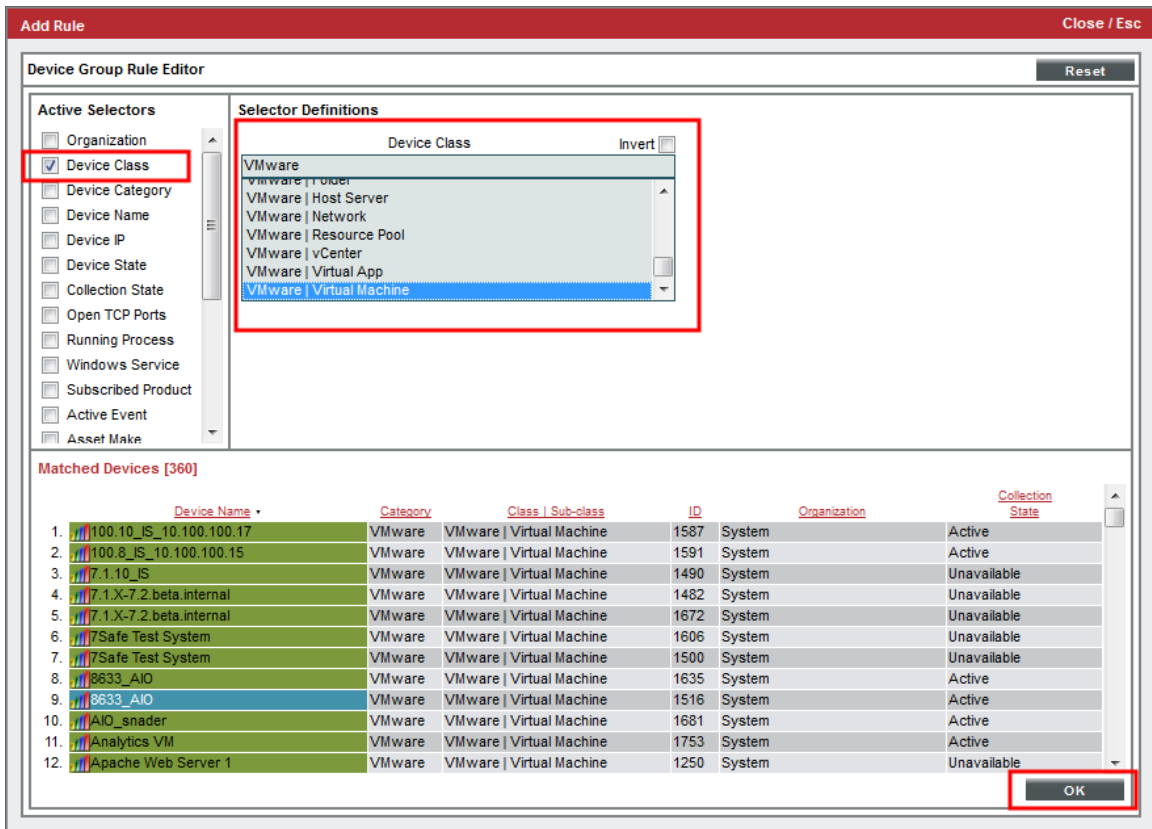 Add Rule Close / Esc
Device Group Rule Editor Reset
Active Selectors
Organization
Device Class
Device Category
Device Name
Device IP
Device State
Collection State
Open TCP Ports
Running Process
Windows Service
Subscribed Product
Active Event
Asset Make
Selector Definitions
Device Class Invert
VMware
VMware | Folder
VMware | Host Server
VMware | Network
VMware | Resource Pool
VMware | vCenter
VMware | Virtual App
VMware | Virtual Machine
Matched Devices [360]
Device Name Category Class | Sub-class ID Organization Collection State
1. 100.10_IS_10.100.100.17 VMware VMware | Virtual Machine 1587 System Active
2. 100.8_IS_10.100.100.15 VMware VMware | Virtual Machine 1591 System Active
3. 7.1.10_IS VMware VMware | Virtual Machine 1490 System Unavailable
4. 7.1.X-7.2.beta.internal VMware VMware | Virtual Machine 1482 System Unavailable
5. 7.1.X-7.2.beta.internal VMware VMware | Virtual Machine 1672 System Unavailable
6. 7Safe Test System VMware VMware | Virtual Machine 1606 System Unavailable
7. 7Safe Test System VMware VMware | Virtual Machine 1500 System Unavailable
8. 8633_AIO VMware VMware | Virtual Machine 1635 System Active
9. 8633_AIO VMware VMware | Virtual Machine 1516 System Active
10. AIO_snader VMware VMware | Virtual Machine 1681 System Active
11. Analytics VM VMware VMware | Virtual Machine 1753 System Active
12. Apache Web Server 1 VMware VMware | Virtual Machine 1250 System Unavailable
OK